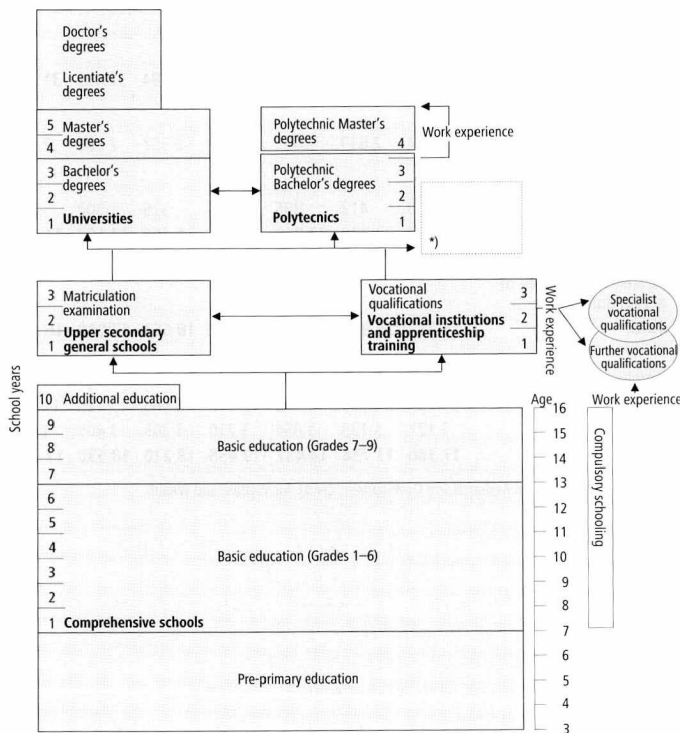 Doctor's
degrees
Licentiate's
degrees
5 Master's
4 degrees
3 Bachelor's
degrees
2
1 Universities
Polytechnic Master's
degrees 4
Work experience
Polytechnic 3
Bachelor's degrees
2
Polytecnics 1
*)
3 Matriculation
examination
2
Upper secondary
1 general schools
Vocational 3
qualifications
Vocational institutions 2
and apprenticeship
training 1
Work experience
Specialist
vocational
qualifications
Further vocational
qualifications
Work experience
School years
10 Additional education
9
8
7
Basic education (Grades 7–9)
6
5
4
3
2
1 Comprehensive schools
Basic education (Grades 1–6)
Pre-primary education
Age 16
15
14
13
12
11
10
9
8
7
6
5
4
3
Compulsory schooling